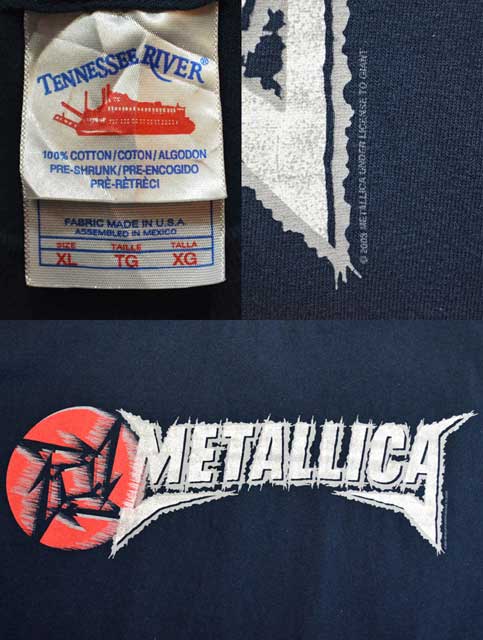 TENNESSEE RIVER®
100% COTTON/COTON/ALGODON
PRE-SHRUNK/PRE-ENCOGIDO
PRÉ-RÈTRÈCI
FABRIC MADE IN U.S.A.
ASSEMBLED IN MEXICO
SIZE TAILLE TALLA
XL TG XG
© 2003 METALLICA UNDER LICENSE TO GIANT
METALLICA